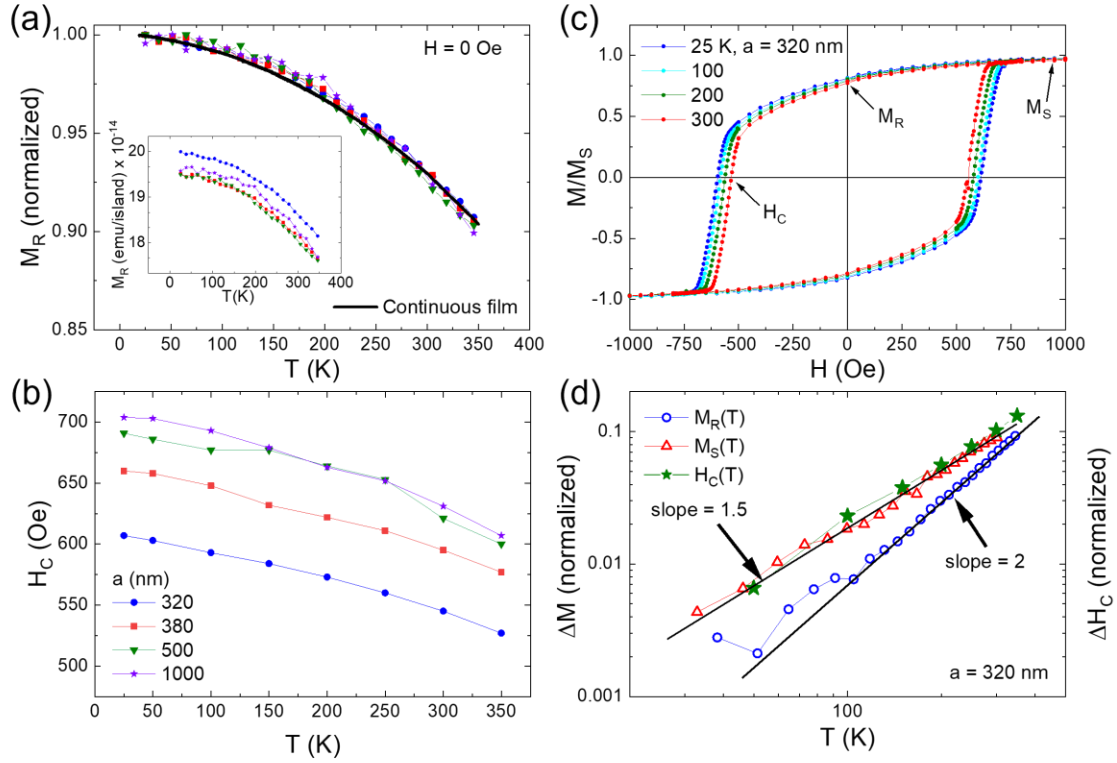 (a)
H = 0 Oe
M_R (normalized)
1.00
0.95
0.90
0.85
M_R (emu/island) x 10^-14
20
19
18
0 100 200 300 400
T(K)
Continuous film
0 50 100 150 200 250 300 350 400
T (K)
(c)
25 K, a = 320 nm
100
200
300
M_S
M_R
H_C
M/M_S
1.0
0.5
0.0
-0.5
-1.0
-1000 -750 -500 -250 0 250 500 750 1000
H (Oe)
(b)
H_C (Oe)
700
650
600
550
500
a (nm)
320
380
500
1000
0 50 100 150 200 250 300 350
T (K)
(d)
M_R(T)
M_S(T)
H_C(T)
slope = 1.5
slope = 2
a = 320 nm
ΔM (normalized)
0.1
0.01
0.001
ΔH_C (normalized)
100
T (K)